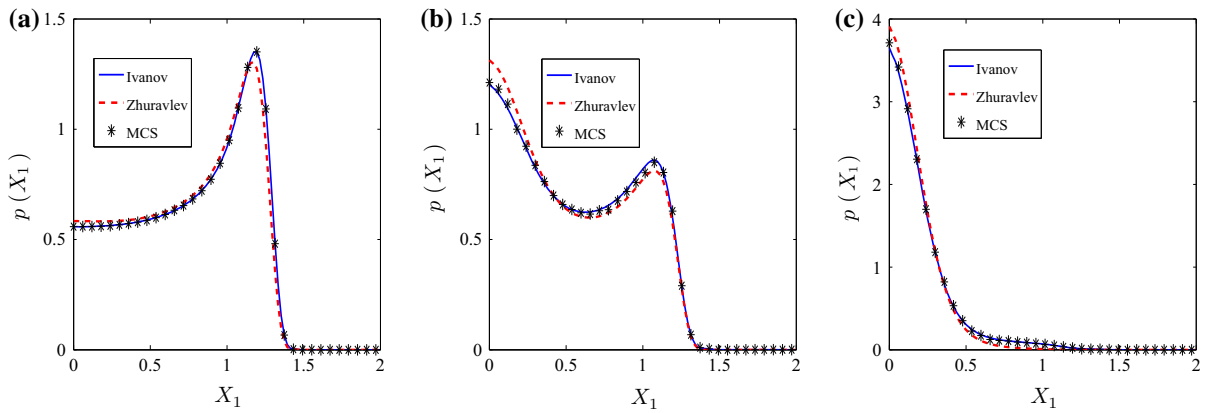 (a)
1.5
1
0.5
0
p (X₁)
Ivanov
Zhuravlev
MCS
0 0.5 1 1.5 2
X₁
(b)
1.5
1
0.5
0
p (X₁)
Ivanov
Zhuravlev
MCS
0 0.5 1 1.5 2
X₁
(c)
4
3
2
1
0
p (X₁)
Ivanov
Zhuravlev
MCS
0 0.5 1 1.5 2
X₁